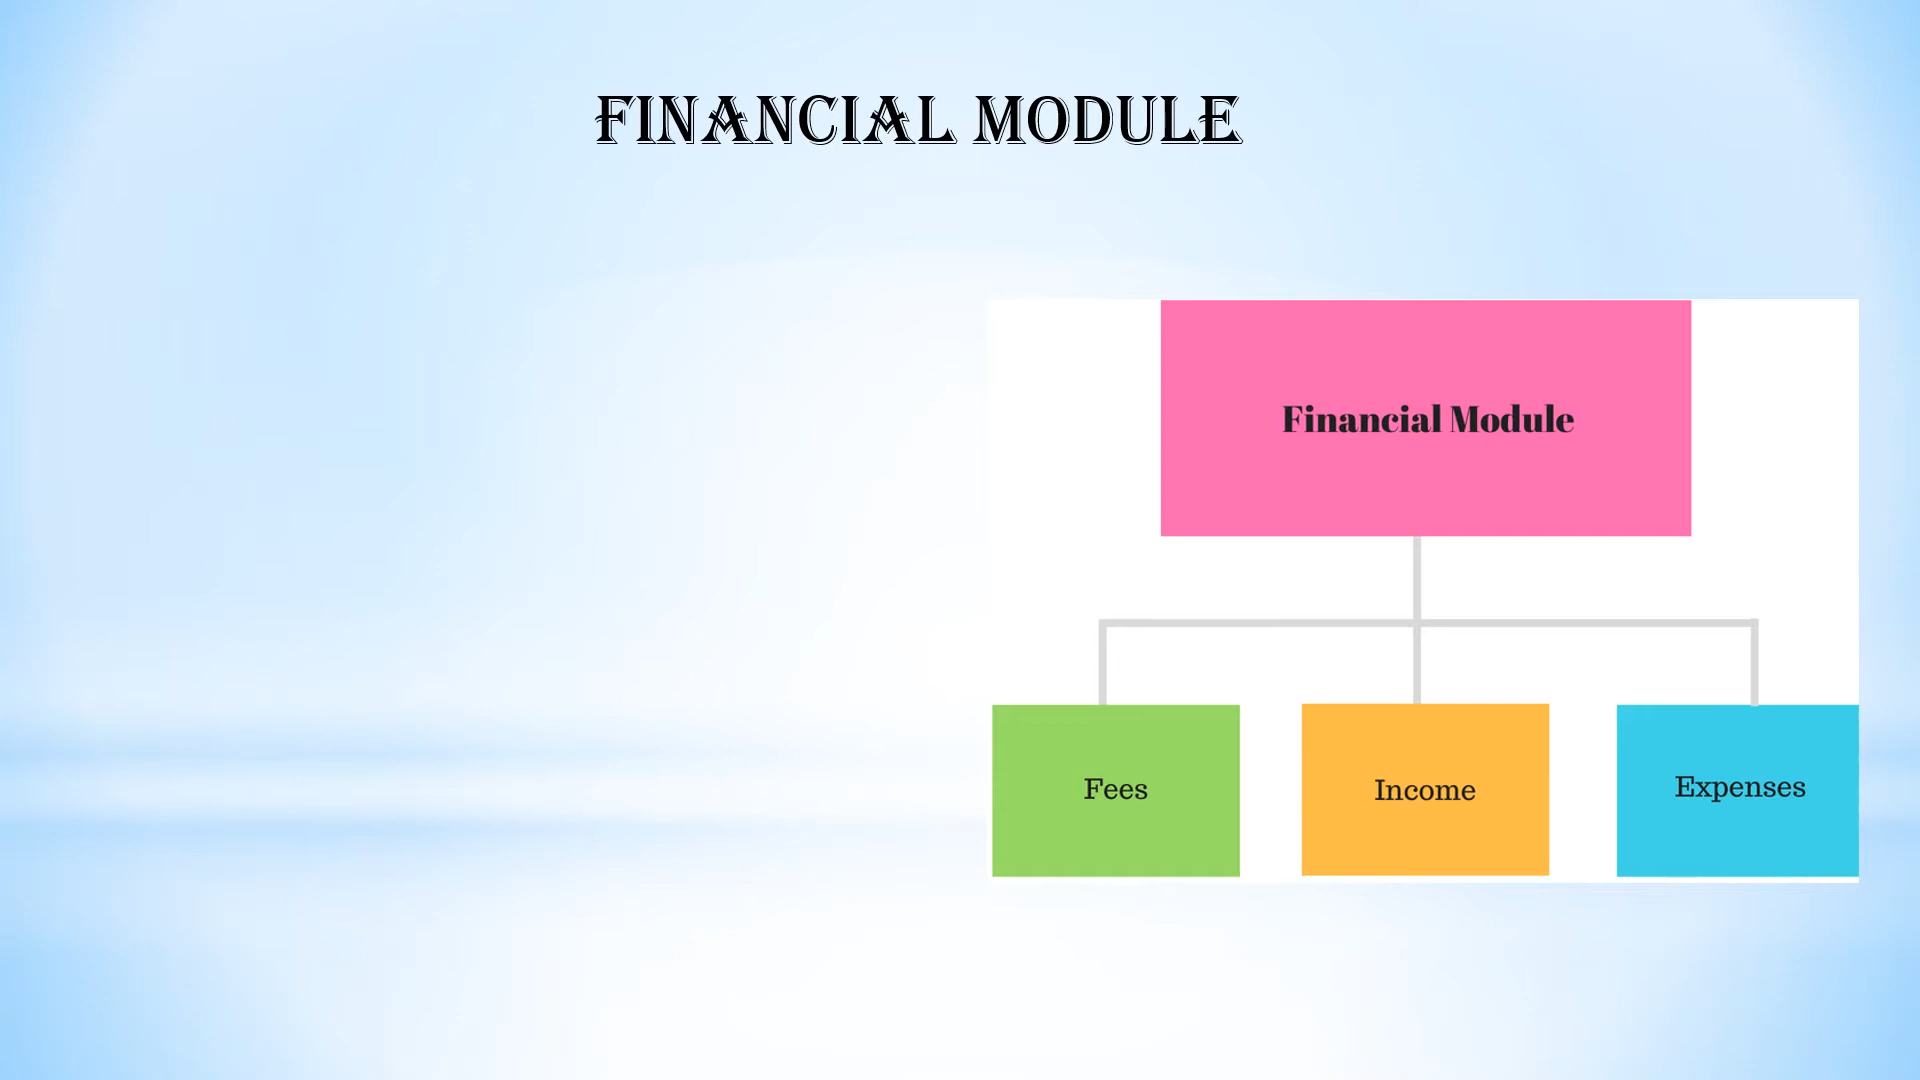 FINANCIAL MODULE
Financial Module
Fees
Income
Expenses